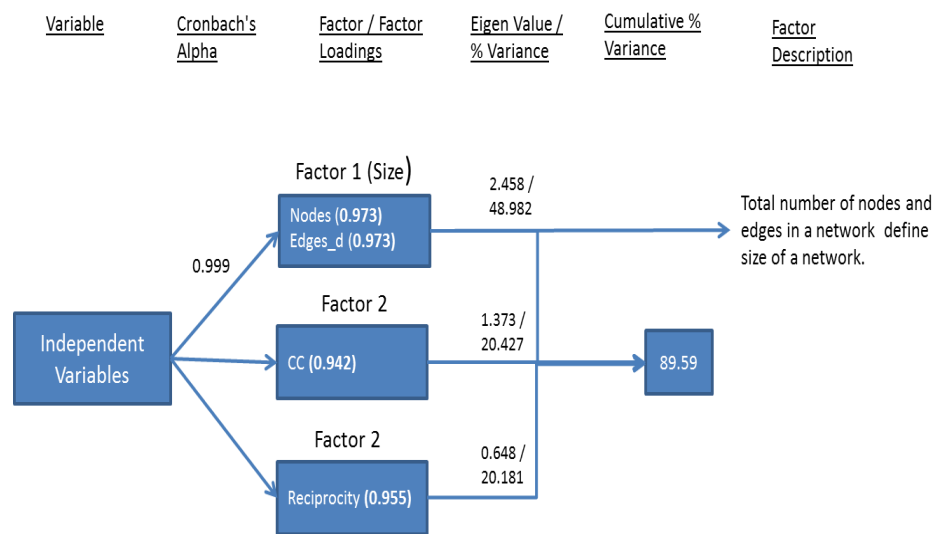 Variable
Cronbach's
Alpha
Factor / Factor
Loadings
Eigen Value /
% Variance
Cumulative %
Variance
Factor
Description
Factor 1 (Size)
Nodes (0.973)
Edges_d (0.973)
2.458 /
48.982
Total number of nodes and
edges in a network define
size of a network.
0.999
Independent
Variables
Factor 2
CC (0.942)
1.373 /
20.427
89.59
Factor 2
Reciprocity (0.955)
0.648 /
20.181